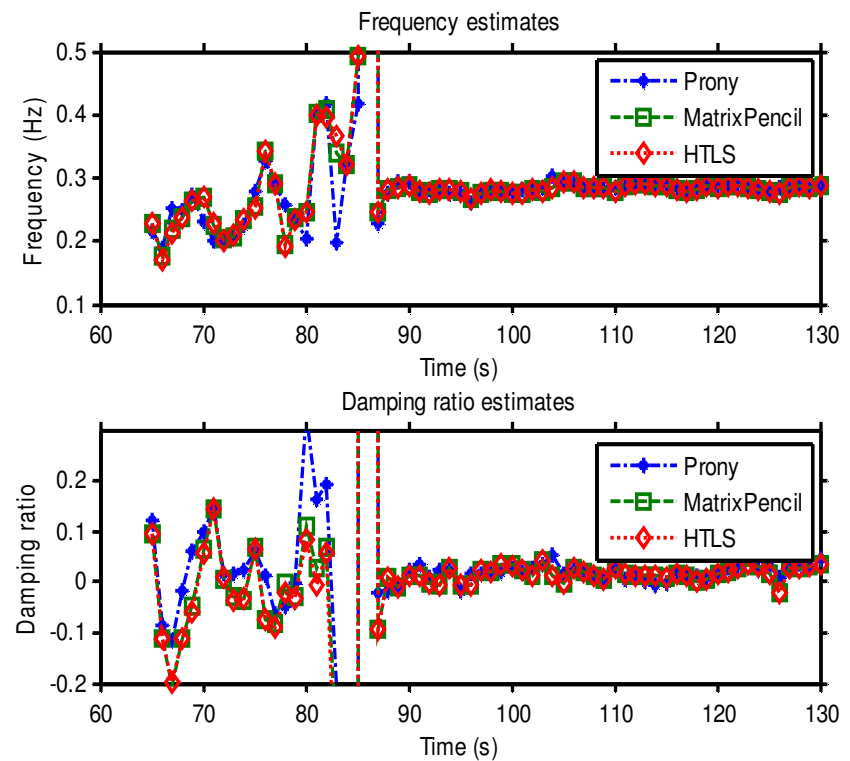 Frequency estimates
0.5
0.4
0.3
0.2
0.1
Frequency (Hz)
Prony
MatrixPencil
HTLS
60 70 80 90 100 110 120 130
Time (s)
Damping ratio estimates
0.2
0.1
0
-0.1
-0.2
Damping ratio
Prony
MatrixPencil
HTLS
60 70 80 90 100 110 120 130
Time (s)